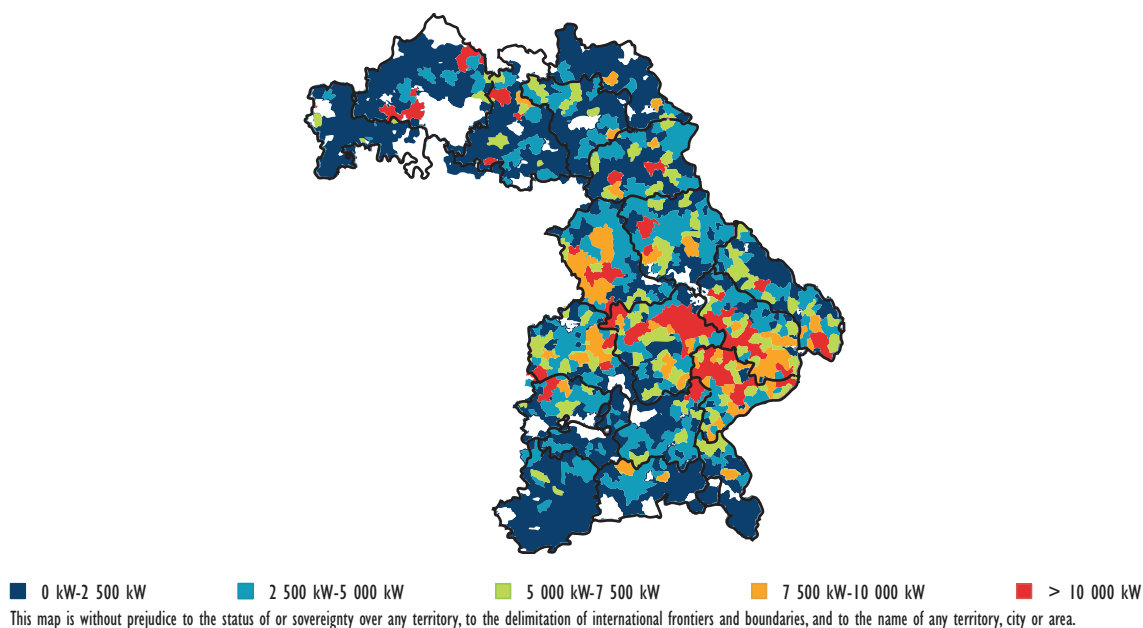 0 kW-2 500 kW 2 500 kW-5 000 kW 5 000 kW-7 500 kW 7 500 kW-10 000 kW > 10 000 kW
This map is without prejudice to the status of or sovereignty over any territory, to the delimitation of international frontiers and boundaries, and to the name of any territory, city or area.